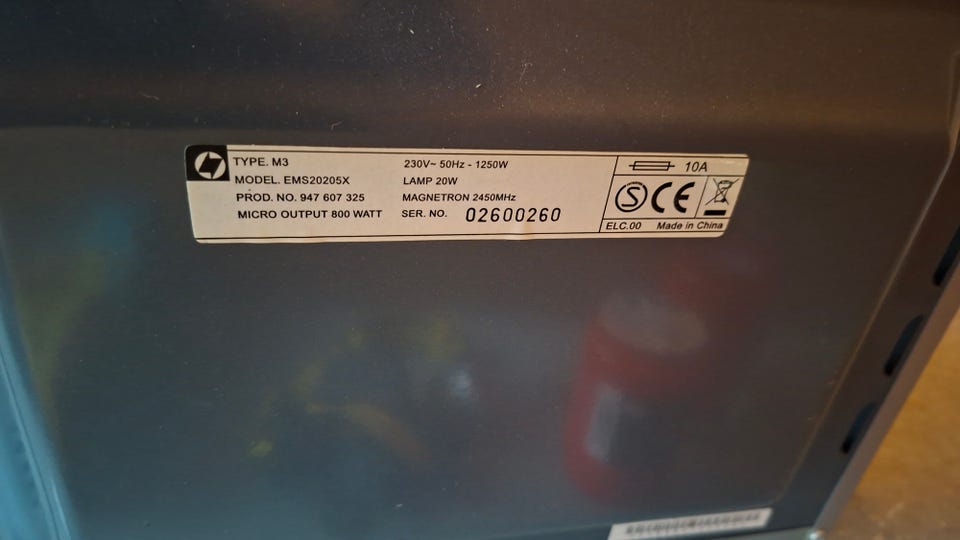 TYPE. M3 230V~ 50Hz - 1250W
MODEL. EMS20205X LAMP 20W
PROD. NO. 947 607 325 MAGNETRON 2450MHz
MICRO OUTPUT 800 WATT SER. NO. 02600260
10A
S CE
ELC.00 Made in China